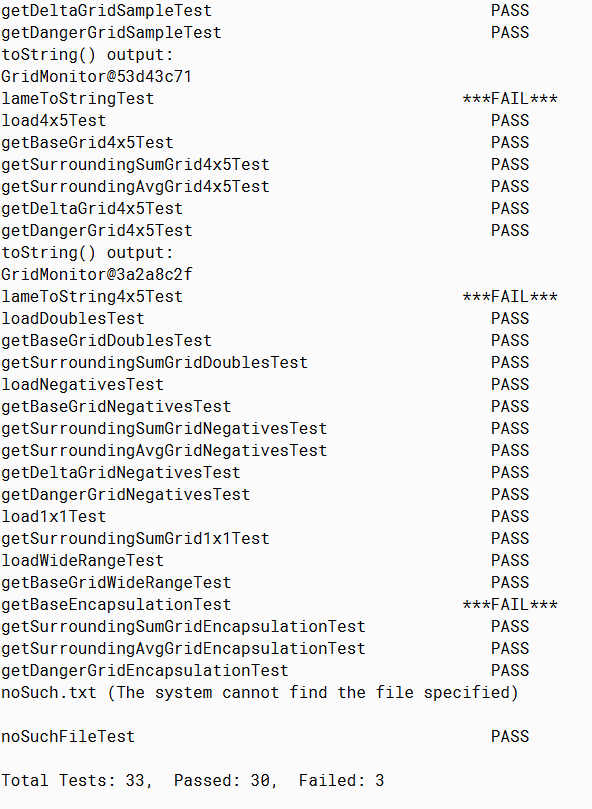 getDeltaGridSampleTest PASS
getDangerGridSampleTest PASS
toString() output:
GridMonitor@53d43c71
lameToStringTest ***FAIL***
load4x5Test PASS
getBaseGrid4x5Test PASS
getSurroundingSumGrid4x5Test PASS
getSurroundingAvgGrid4x5Test PASS
getDeltaGrid4x5Test PASS
getDangerGrid4x5Test PASS
toString() output:
GridMonitor@3a2a8c2f
lameToString4x5Test ***FAIL***
loadDoublesTest PASS
getBaseGridDoublesTest PASS
getSurroundingSumGridDoublesTest PASS
loadNegativesTest PASS
getBaseGridNegativesTest PASS
getSurroundingSumGridNegativesTest PASS
getSurroundingAvgGridNegativesTest PASS
getDeltaGridNegativesTest PASS
getDangerGridNegativesTest PASS
load1x1Test PASS
getSurroundingSumGrid1x1Test PASS
loadWideRangeTest PASS
getBaseGridWideRangeTest PASS
getBaseEncapsulationTest ***FAIL***
getSurroundingSumGridEncapsulationTest PASS
getSurroundingAvgGridEncapsulationTest PASS
getDangerGridEncapsulationTest PASS
noSuch.txt (The system cannot find the file specified)
noSuchFileTest PASS
Total Tests: 33, Passed: 30, Failed: 3